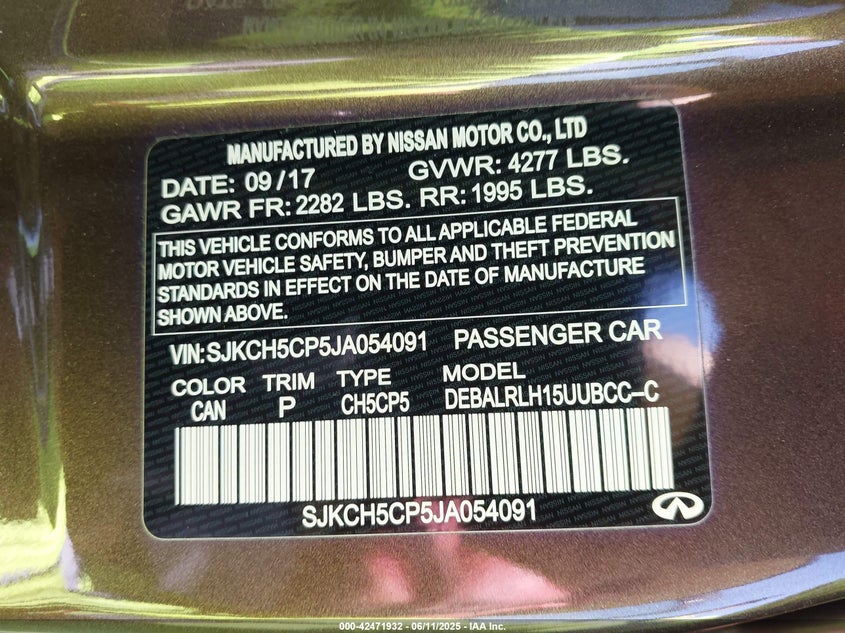 MANUFACTURED BY NISSAN MOTOR CO., LTD
DATE: 09/17 GVWR: 4277 LBS.
GAWR FR: 2282 LBS. RR: 1995 LBS.
THIS VEHICLE CONFORMS TO ALL APPLICABLE FEDERAL
MOTOR VEHICLE SAFETY, BUMPER AND THEFT PREVENTION
STANDARDS IN EFFECT ON THE DATE OF MANUFACTURE
SHOWN ABOVE.
VIN:SJKCH5CP5JA054091 PASSENGER CAR
COLOR TRIM TYPE MODEL
CAN P CH5CP5 DEBALRLH15UUBCC-C
SJKCH5CP5JA054091
000-42471932 - 06/11/2025 - IAA Inc.